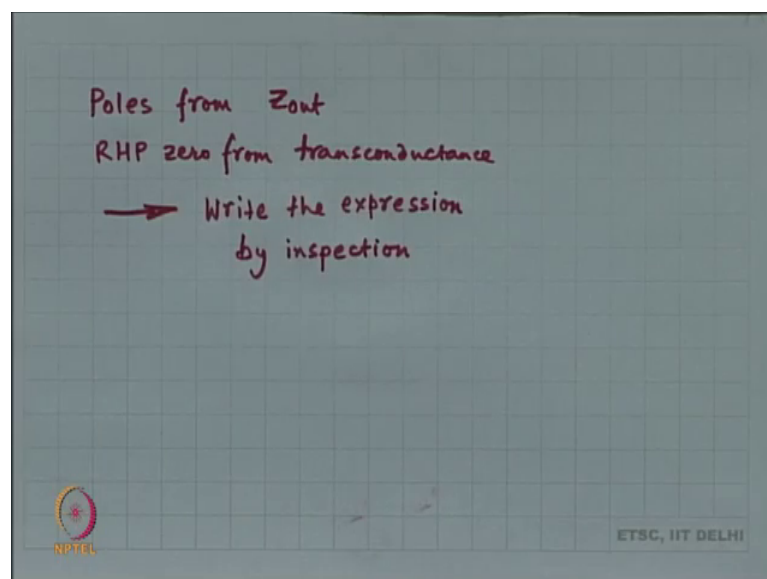 Poles from Zout
RHP zero from transconductance
Write the expression
by inspection
NPTEL
ETSC, IIT DELHI